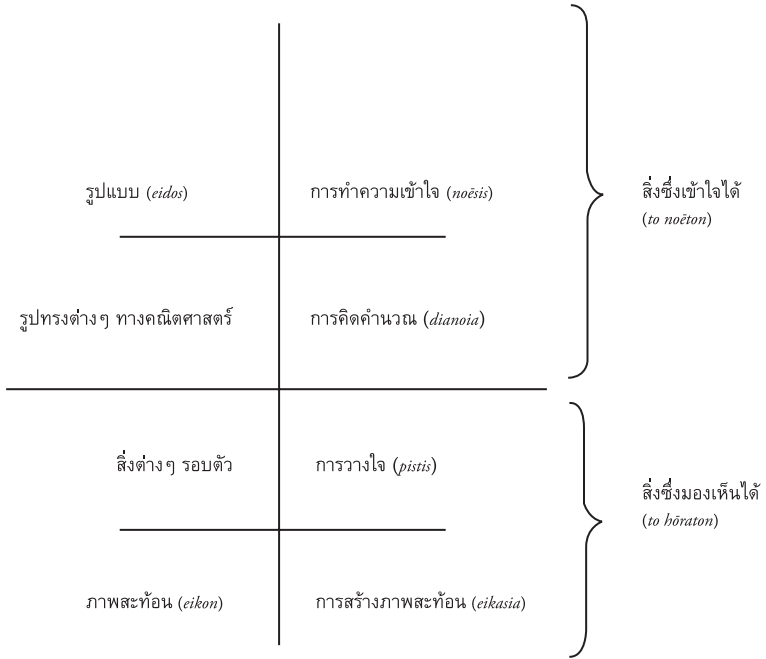 รูปแบบ (eidos)
การทำความเข้าใจ (noēsis)
สิ่งซึ่งเข้าใจได้
(to noēton)
รูปทรงต่างๆ ทางคณิตศาสตร์
การคิดคำนวณ (dianoia)
สิ่งต่างๆ รอบตัว
การวางใจ (pistis)
สิ่งซึ่งมองเห็นได้
(to hōraton)
ภาพสะท้อน (eikon)
การสร้างภาพสะท้อน (eikasia)